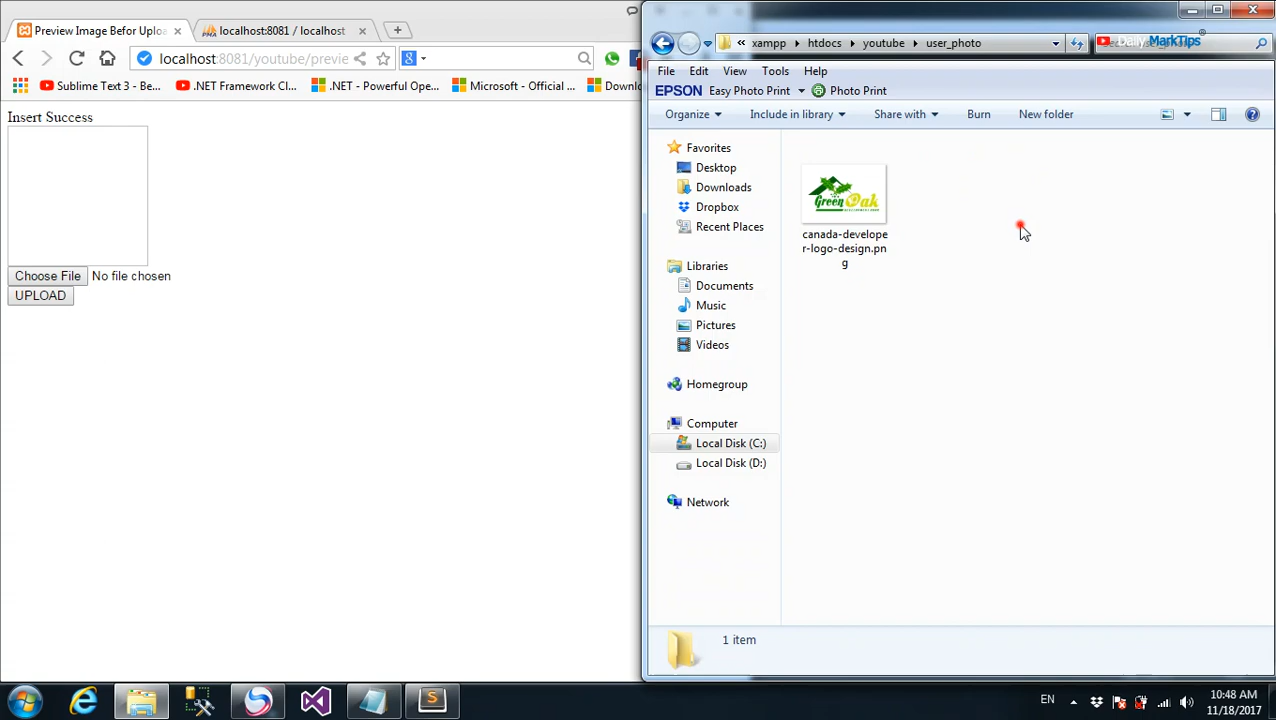 Preview Image Befor Uploa
localhost:8081 / localhost
localhost:8081/youtube/previe
Sublime Text 3 - Be...
.NET Framework Cl...
.NET - Powerful Ope...
Microsoft - Official ...
Downl
Insert Success
Choose File No file chosen
UPLOAD
« xampp htdocs youtube user_photo
Daily MarkTips
File Edit View Tools Help
EPSON Easy Photo Print Photo Print
Organize Include in library Share with Burn New folder
Favorites
Desktop
Downloads
Dropbox
Recent Places
Libraries
Documents
Music
Pictures
Videos
Homegroup
Computer
Local Disk (C:)
Local Disk (D:)
Network
Green Oak
canada-develope
r-logo-design.pn
g
1 item
EN
10:48 AM
11/18/2017